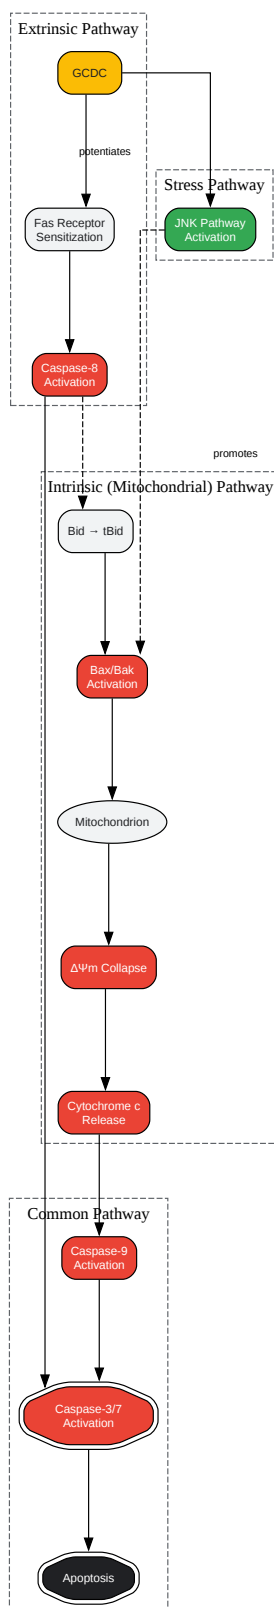 Extrinsic Pathway
GCDC
potentiates
Stress Pathway
Fas Receptor
Sensitization
JNK Pathway
Activation
Caspase-8
Activation
promotes
Intrinsic (Mitochondrial) Pathway
Bid → tBid
Bax/Bak
Activation
Mitochondrion
ΔΨm Collapse
Cytochrome c
Release
Common Pathway
Caspase-9
Activation
Caspase-3/7
Activation
Apoptosis